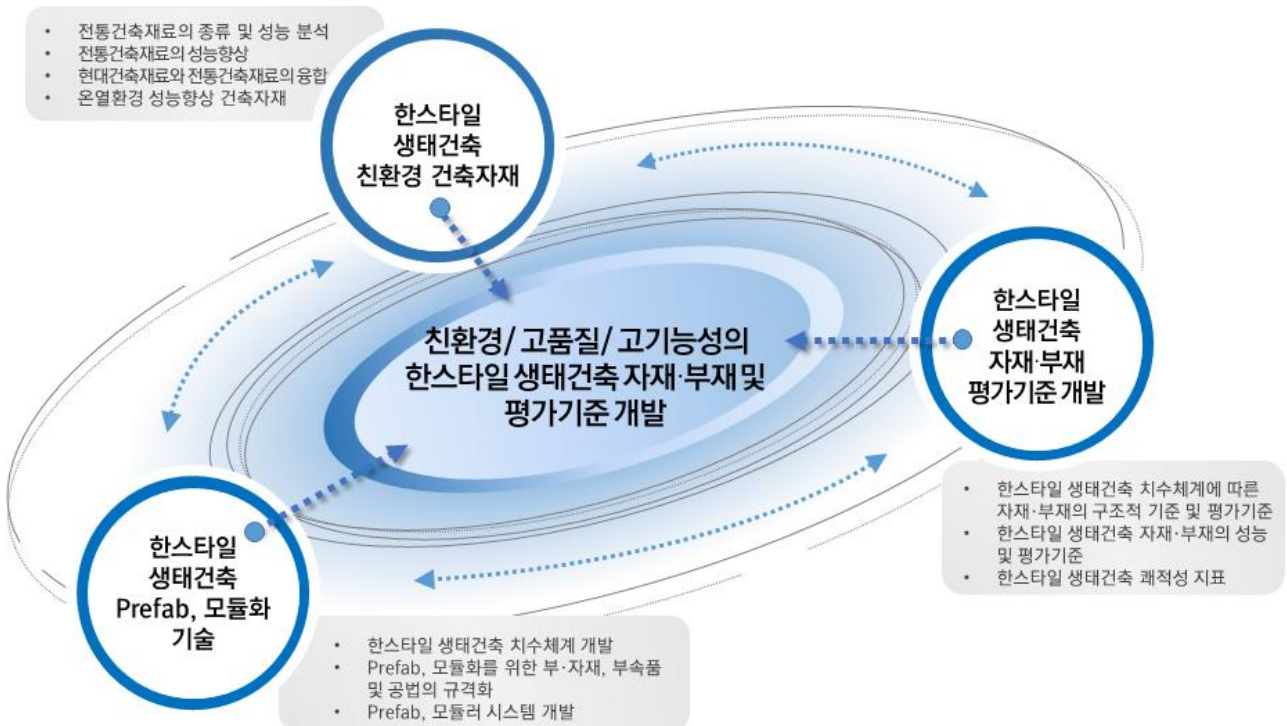 • 전통건축재료의 종류 및 성능 분석
• 전통건축재료의 성능향상
• 현대건축재료와 전통건축재료의 융합
• 온열환경 성능향상 건축자재
한스타일
생태건축
친환경 건축자재
친환경/ 고품질/ 고기능성의
한스타일 생태건축 자재·부재 및
평가기준 개발
한스타일
생태건축
자재·부재
평가기준 개발
• 한스타일 생태건축 치수체계에 따른
자재·부재의 구조적 기준 및 평가기준
• 한스타일 생태건축 자재·부재의 성능
및 평가기준
• 한스타일 생태건축 쾌적성 지표
한스타일
생태건축
Prefab, 모듈화
기술
• 한스타일 생태건축 치수체계 개발
• Prefab, 모듈화를 위한 부·자재, 부속품
및 공법의 규격화
• Prefab, 모듈러 시스템 개발